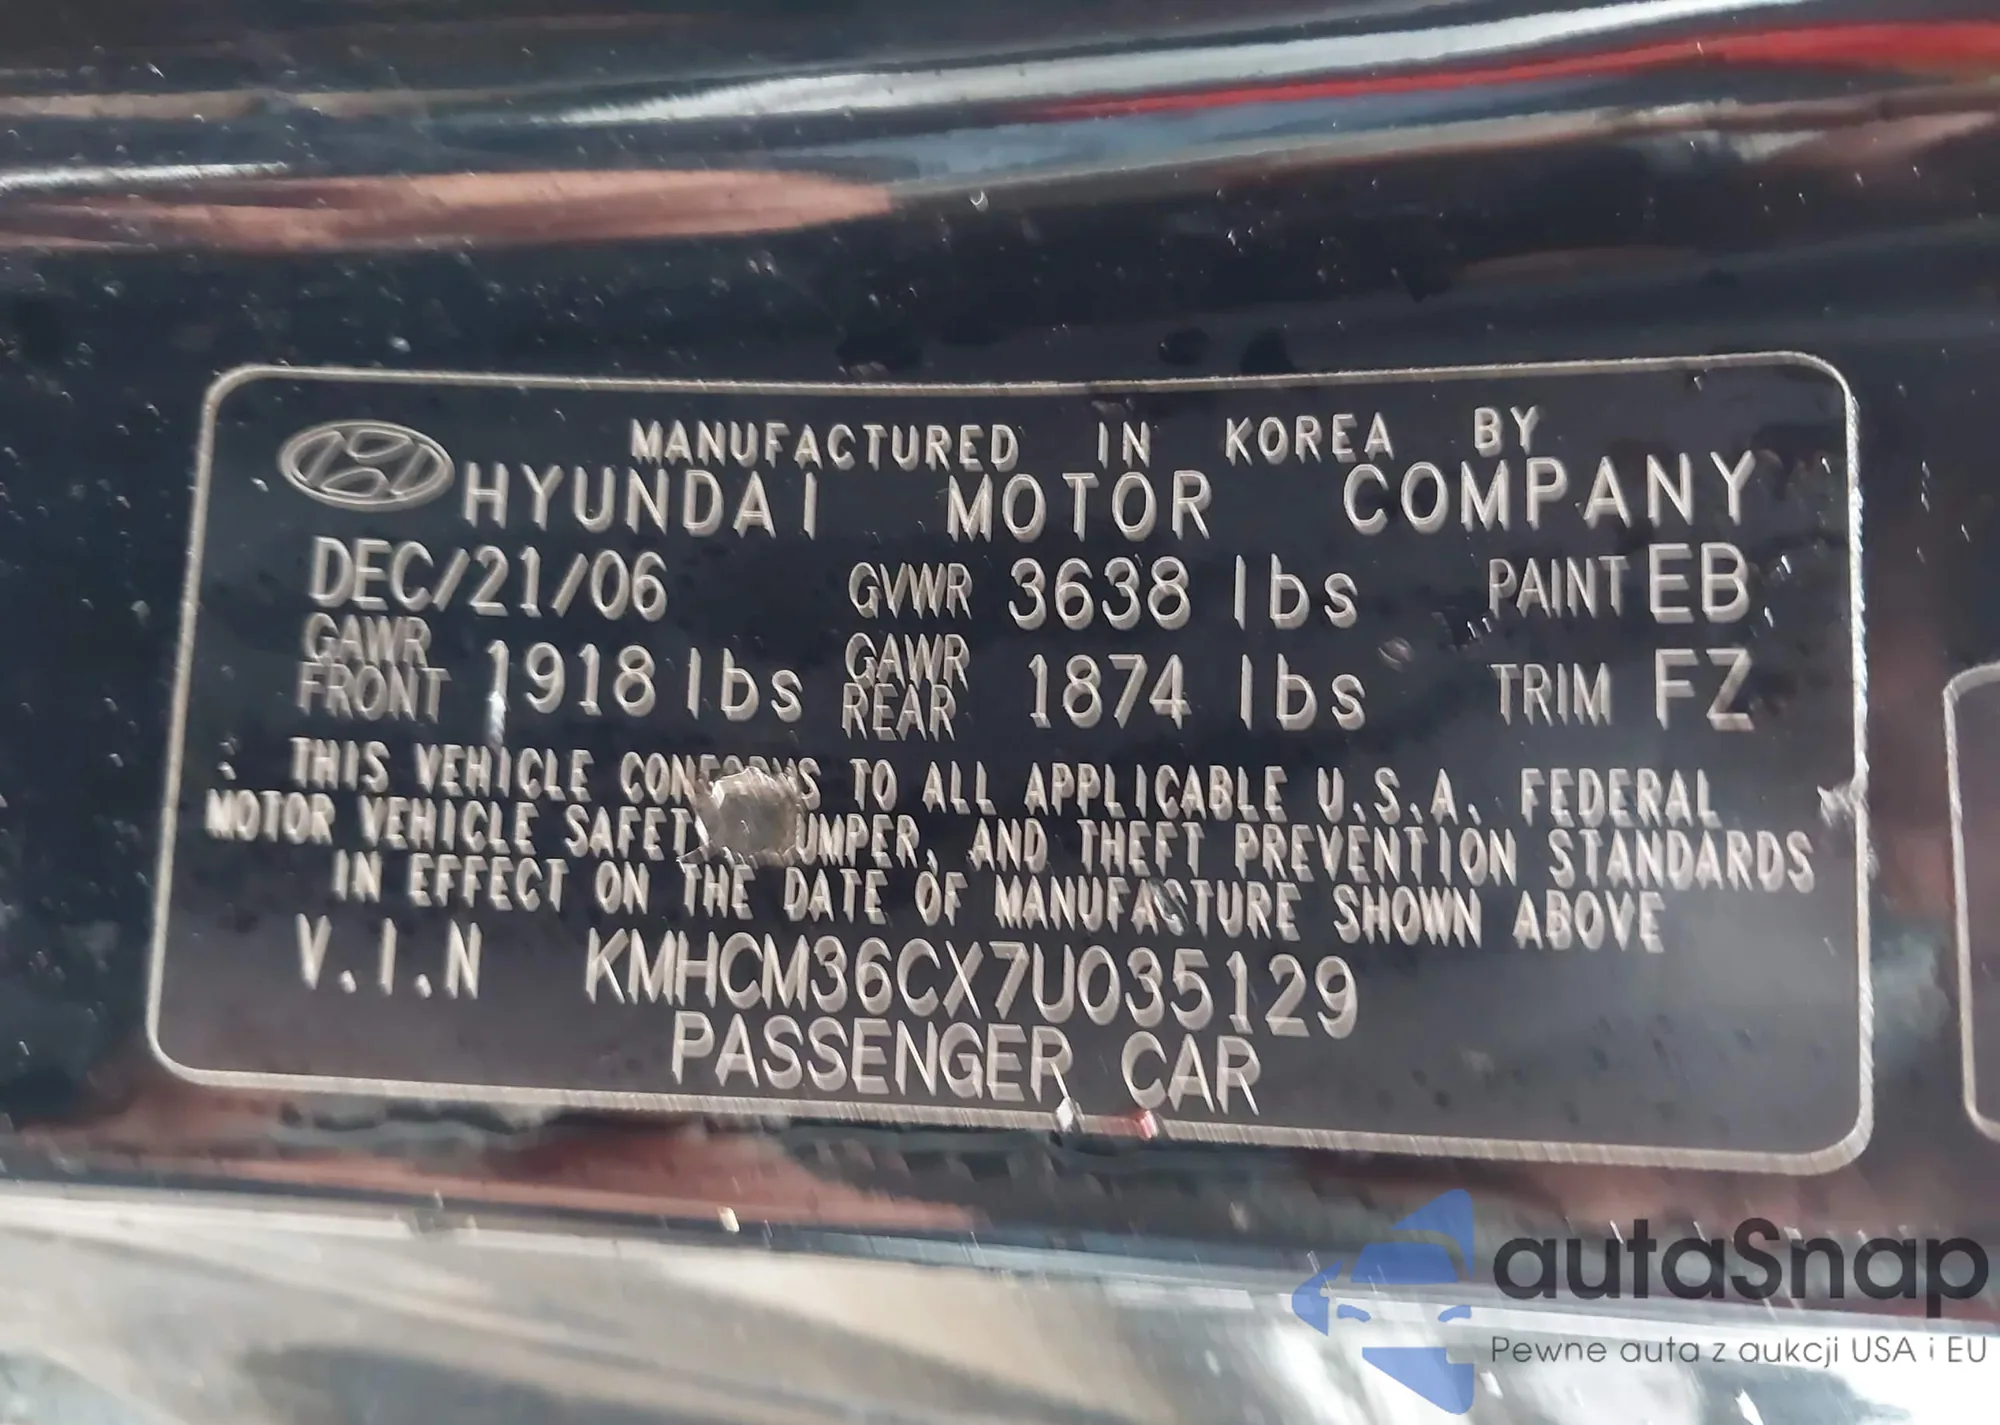 MANUFACTURED IN KOREA BY
HYUNDAI MOTOR COMPANY
DEC/21/06 GVWR 3638 lbs PAINT EB
GAWR FRONT 1918 lbs GAWR REAR 1874 lbs TRIM FZ
THIS VEHICLE CONFORMS TO ALL APPLICABLE U.S.A. FEDERAL
MOTOR VEHICLE SAFET UMPER, AND THEFT PREVENTION STANDARDS
IN EFFECT ON THE DATE OF MANUFACTURE SHOWN ABOVE
V.I.N KMHCM36CX7U035129
PASSENGER CAR
autaSnap
Pewne auta z aukcji USA i EU